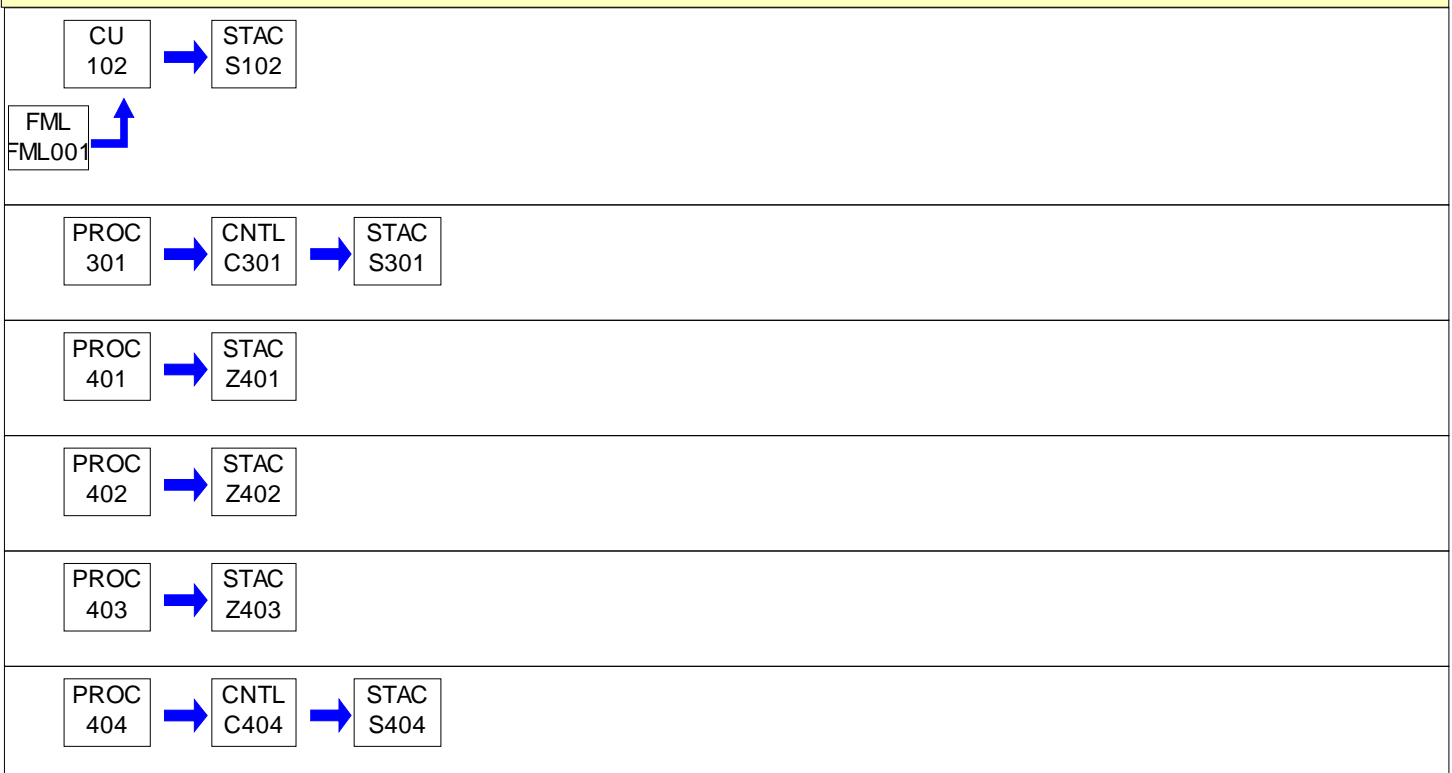 CU
102
STAC
S102
FML
FML001
PROC
301
CNTL
C301
STAC
S301
PROC
401
STAC
Z401
PROC
402
STAC
Z402
PROC
403
STAC
Z403
PROC
404
CNTL
C404
STAC
S404